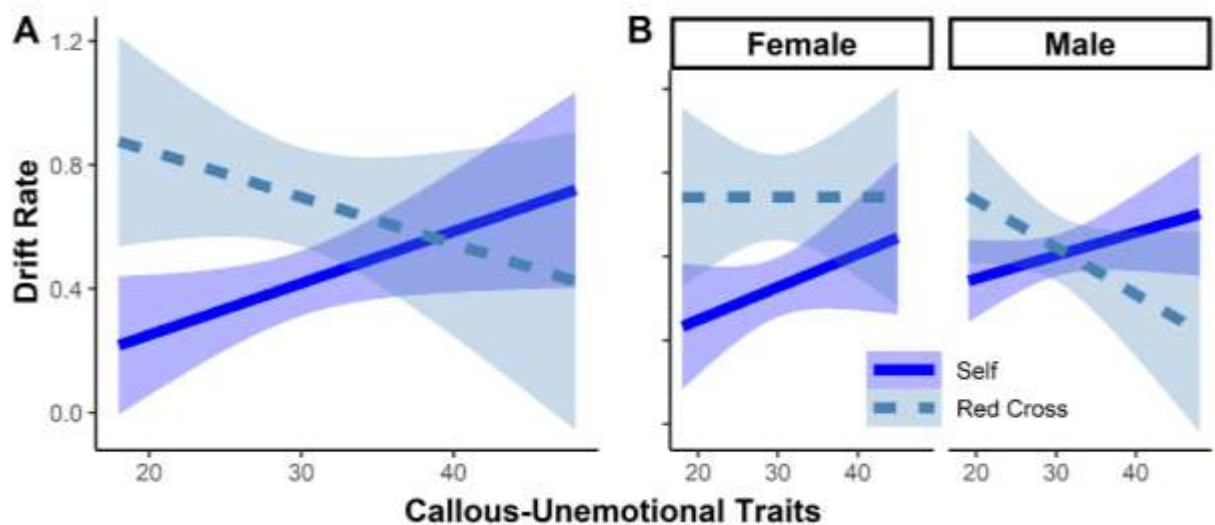 A
B
Female
Male
1.2
0.8
0.4
0.0
Drift Rate
Self
Red Cross
20 30 40
20 30 40
20 30 40
Callous-Unemotional Traits